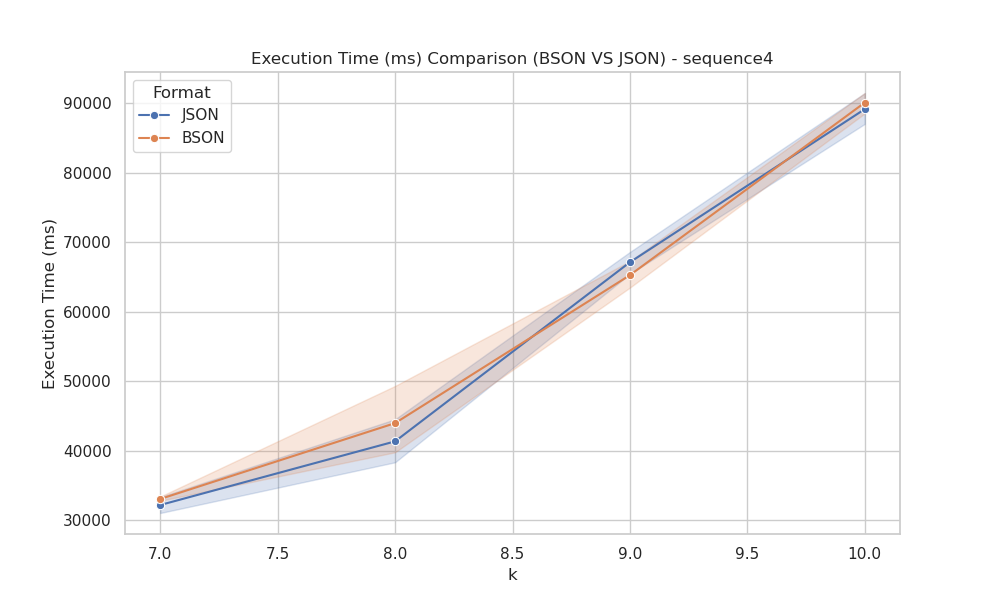 Execution Time (ms) Comparison (BSON VS JSON) - sequence4
Format
JSON
BSON
Execution Time (ms)
90000
80000
70000
60000
50000
40000
30000
7.0 7.5 8.0 8.5 9.0 9.5 10.0
k